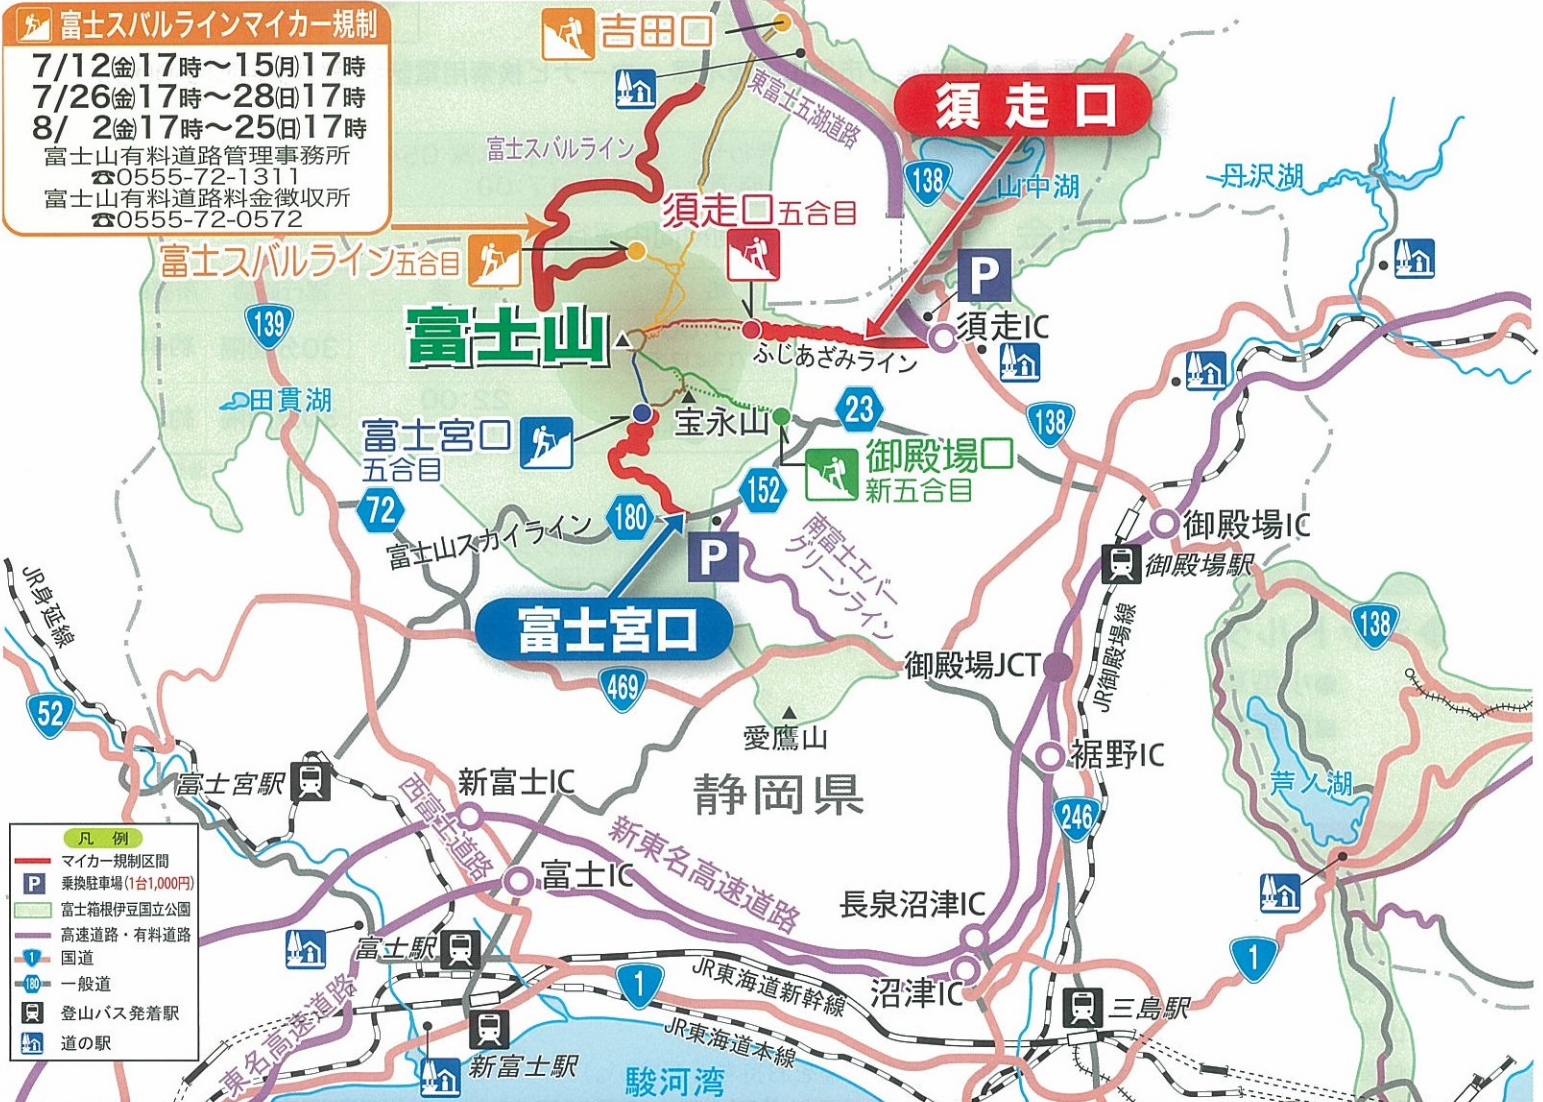 富士スバルラインマイカー規制
7/12㈮17時～15㈪17時
7/26㈮17時～28㈰17時
8/ 2㈮17時～25㈰17時
富士山有料道路管理事務所
☎0555-72-1311
富士山有料道路料金徴収所
☎0555-72-0572
吉田口
東富士五湖道路
須走口
富士スバルライン
138
山中湖
丹沢湖
須走口五合目
富士スバルライン五合目
P
139
富士山
須走IC
ふじあざみライン
田貫湖
宝永山
23
138
富士宮口
五合目
御殿場口
新五合目
72
180
152
富士山スカイライン
P
南富士エバー
グリーンライン
御殿場IC
御殿場駅
JR身延線
富士宮口
JR御殿場線
138
御殿場JCT
469
52
愛鷹山
裾野IC
富士宮駅
新富士IC
静岡県
芦ノ湖
西富士道路
新東名高速道路
246
富士IC
長泉沼津IC
凡 例
マイカー規制区間
P
乗換駐車場(1台1,000円)
富士箱根伊豆国立公園
高速道路・有料道路
1
国道
180
一般道
登山バス発着駅
道の駅
富士駅
1
JR東海道新幹線
沼津IC
三島駅
1
東名高速道路
新富士駅
JR東海道本線
駿河湾